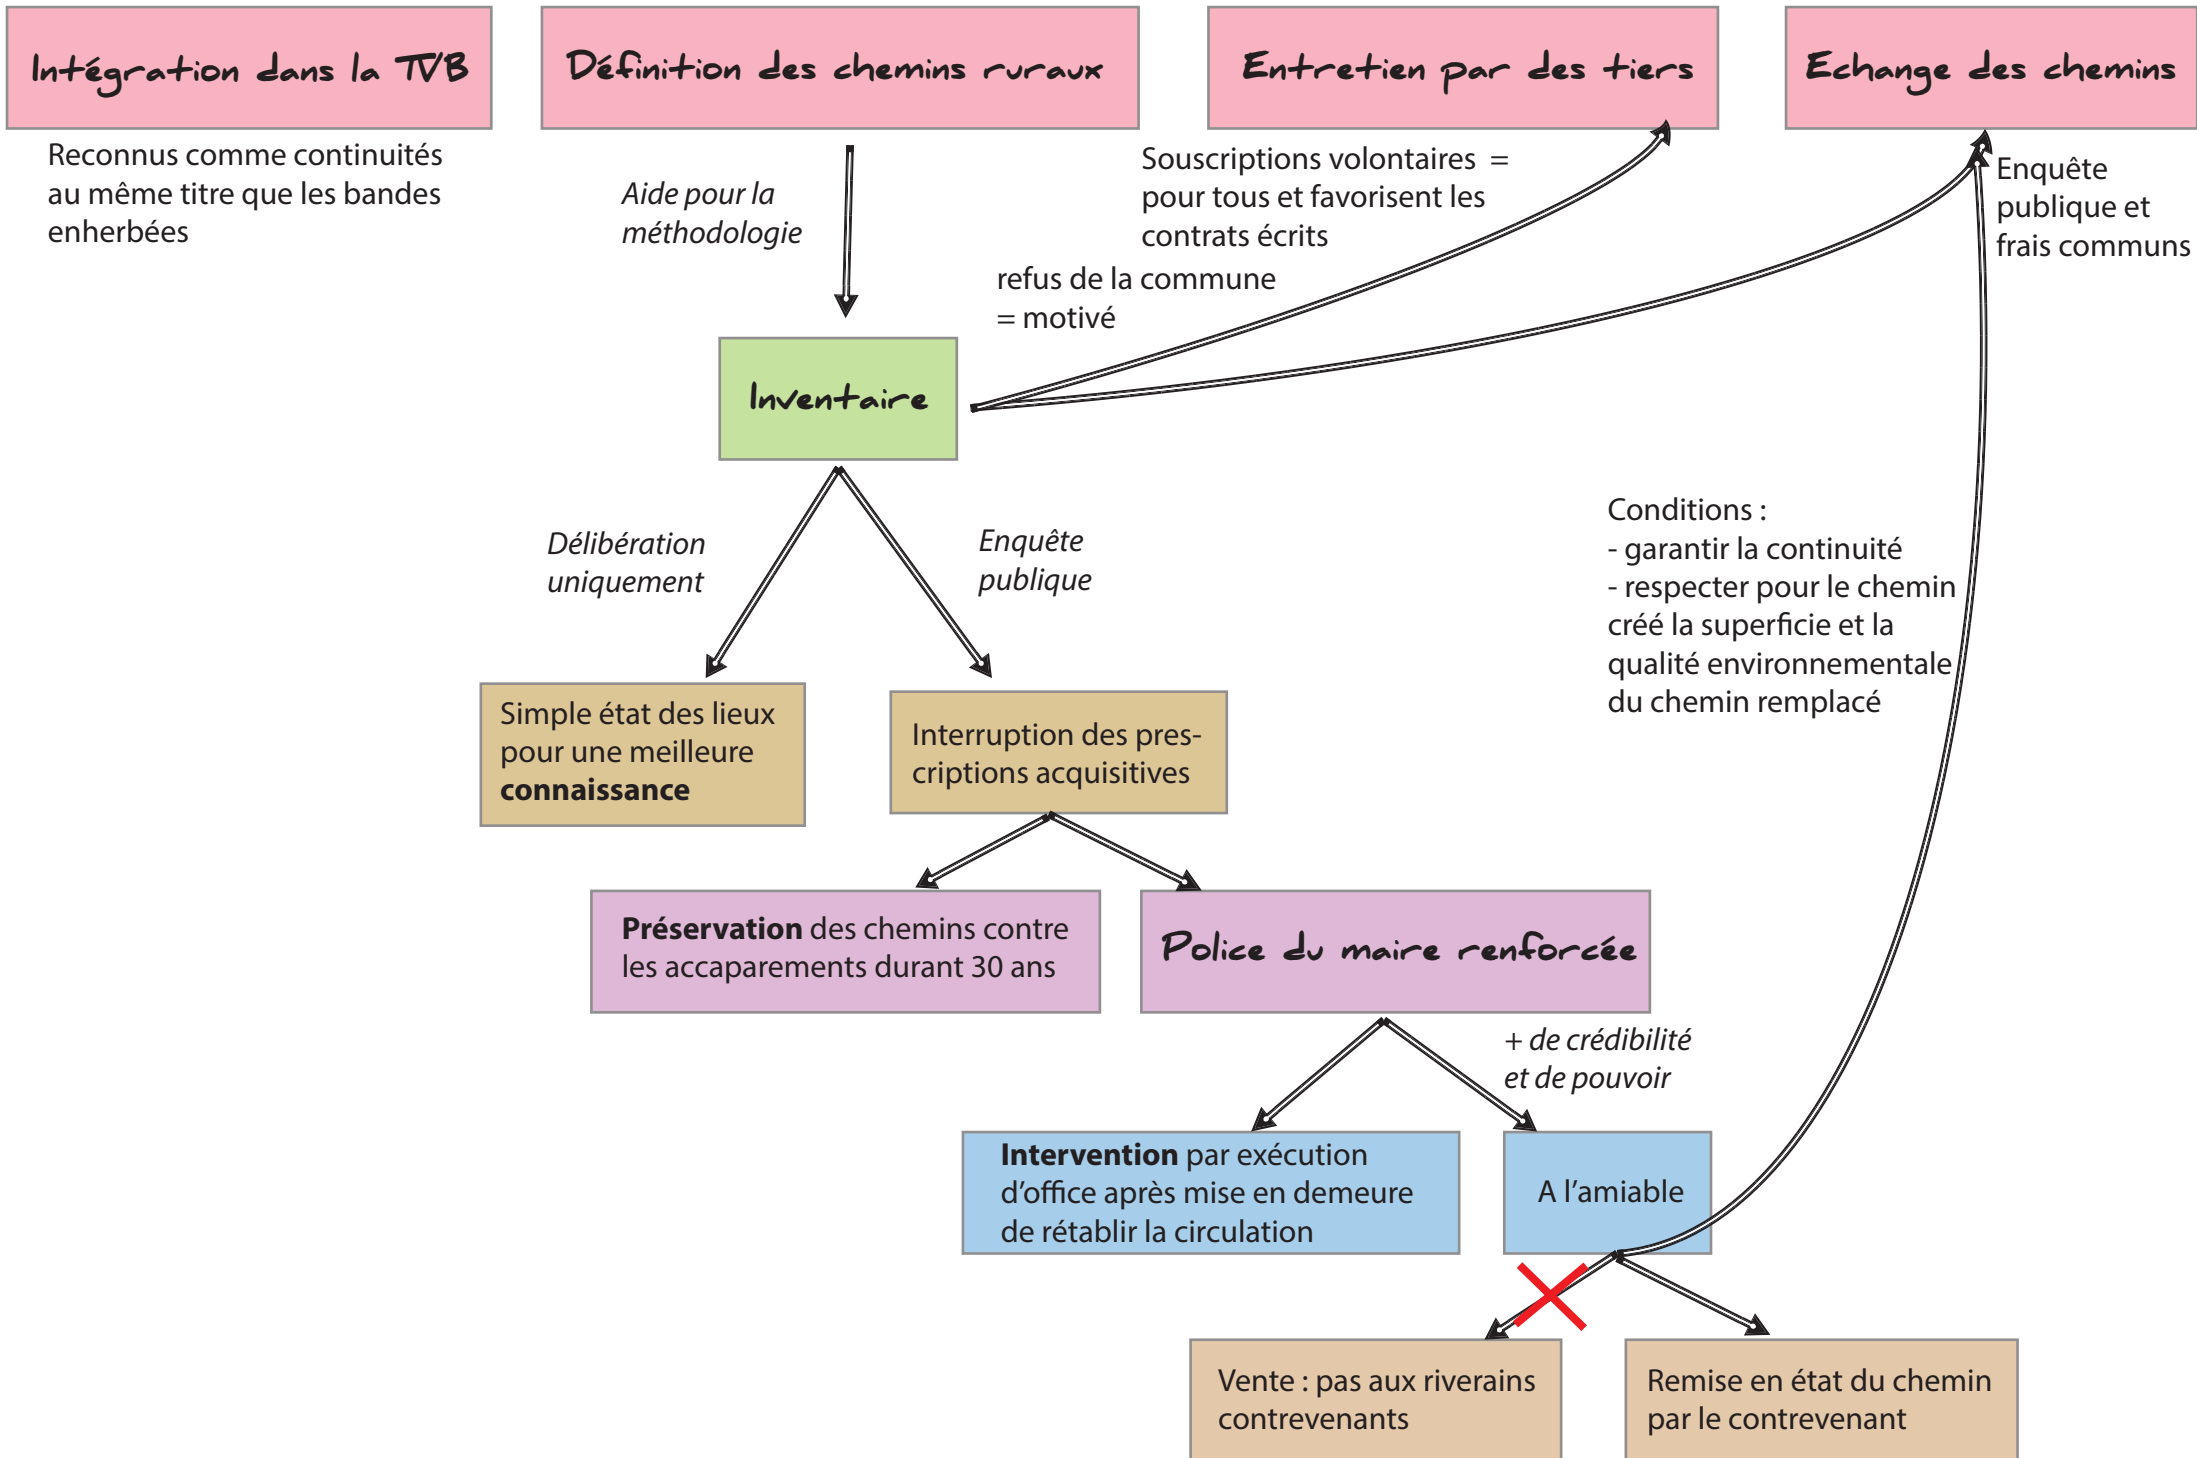 Intégration dans la TVB
Définition des chemins ruraux
Entretien par des tiers
Echange des chemins
Reconnus comme continuités
au même titre que les bandes
enherbées
Aide pour la
méthodologie
Souscriptions volontaires =
pour tous et favorisent les
contrats écrits
Enquête
publique et
frais communs
refus de la commune
= motivé
Inventaire
Délibération
uniquement
Enquête
publique
Conditions :
- garantir la continuité
- respecter pour le chemin
créé la superficie et la
qualité environnementale
du chemin remplacé
Simple état des lieux
pour une meilleure
connaissance
Interruption des pres-
criptions acquisitives
Préservation des chemins contre
les accaparements durant 30 ans
Police du maire renforcée
+ de crédibilité
et de pouvoir
Intervention par exécution
d'office après mise en demeure
de rétablir la circulation
A l'amiable
Vente : pas aux riverains
contrevenants
Remise en état du chemin
par le contrevenant